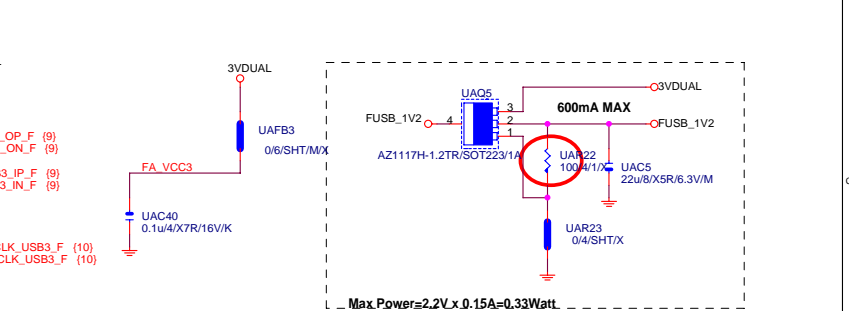 3VDUAL
3VDUAL
UAQ5
3
600mA MAX
FUSB_1V2
4
2
FUSB_1V2
_OP_F {9}
UAFB3
1
_ON_F {9}
0/6/SHT/M/X
AZ1117H-1.2TR/SOT223/1A
UAR22
FA_VCC3
100/4/1/X
UAC5
3_IP_F {9}
22u/8/X5R/6.3V/M
3_IN_F {9}
UAC40
0.1u/4/X7R/16V/K
UAR23
0/4/SHT/X
CLK_USB3_F {10}
CLK_USB3_F {10}
Max Power=2.2V x 0.15A=0.33Watt